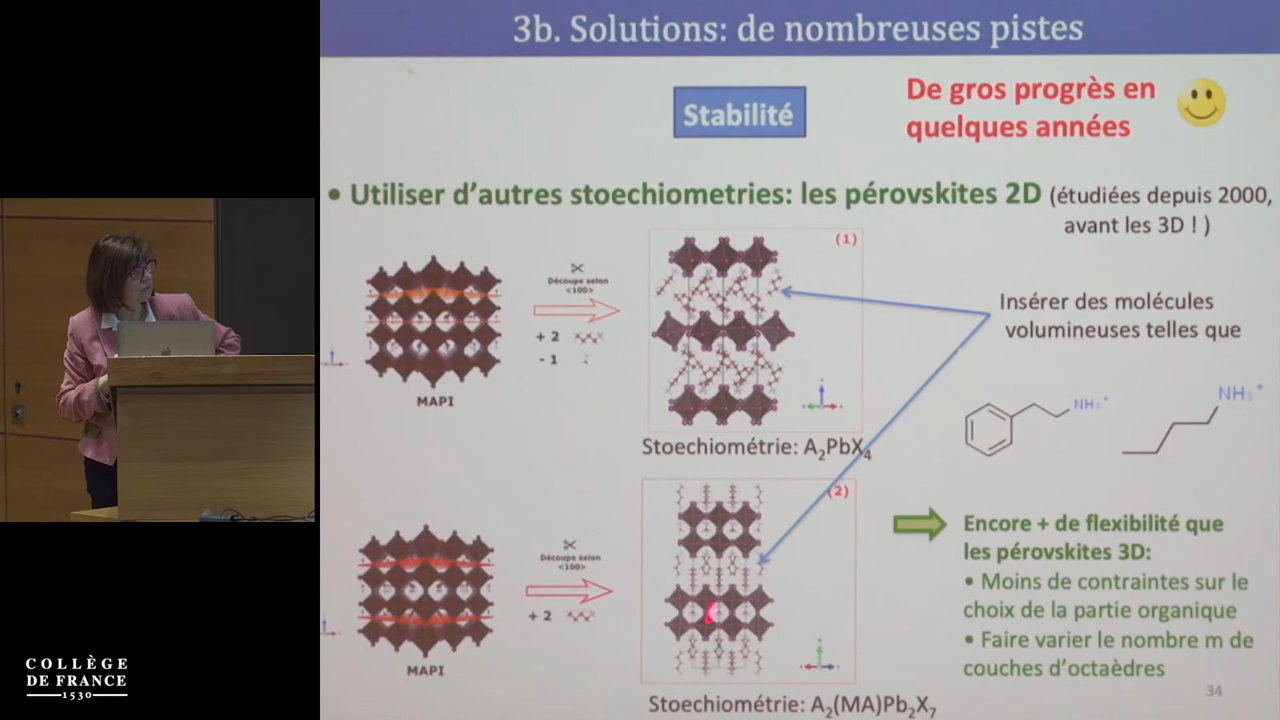 3b. Solutions: de nombreuses pistes
Stabilité
De gros progrès en
quelques années
• Utiliser d'autres stoechiometries: les pérovskites 2D (étudiées depuis 2000,
avant les 3D ! )
(1)
Découpe selon
<100>
+ 2
- 1
MAPI
Stoechiométrie: A₂PbX₄
Insérer des molécules
volumineuses telles que
NH₃⁺
NH₃⁺
(2)
Découpe selon
<100>
+ 2
MAPI
Stoechiométrie: A₂(MA)Pb₂X₇
Encore + de flexibilité que
les pérovskites 3D:
• Moins de contraintes sur le
choix de la partie organique
• Faire varier le nombre m de
couches d'octaèdres
34
COLLÈGE
DE FRANCE
1530